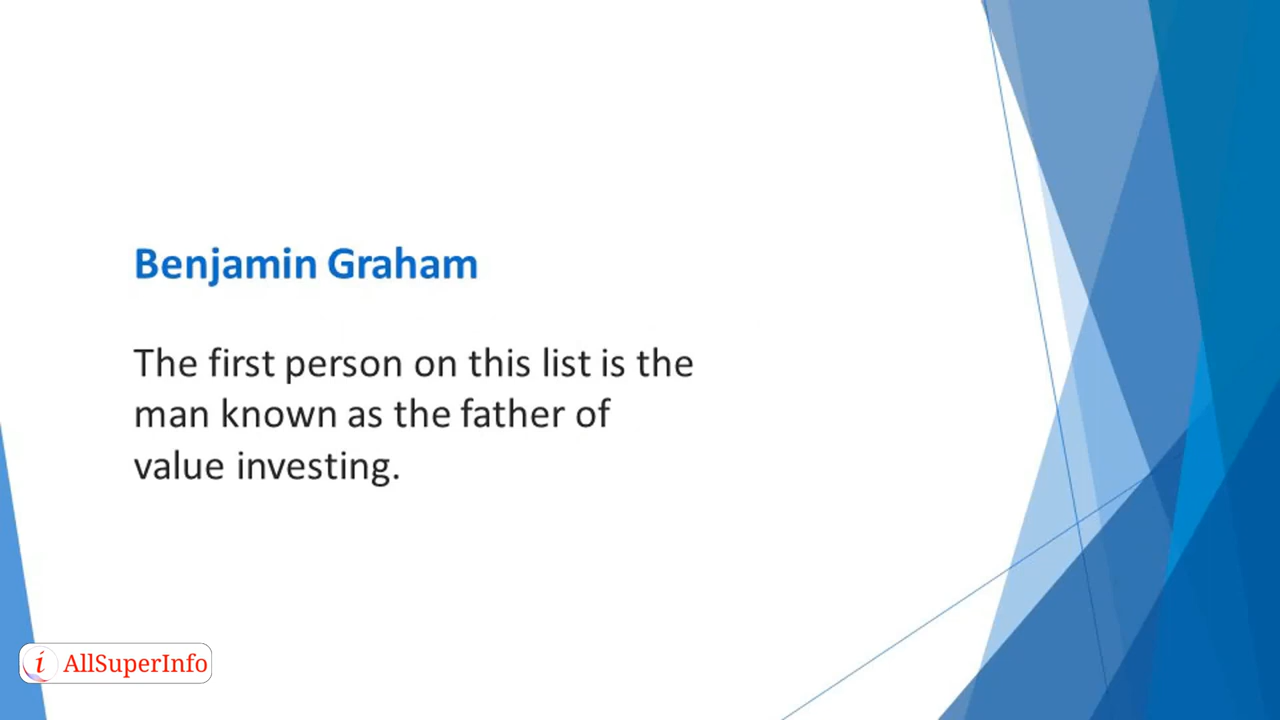 Benjamin Graham
The first person on this list is the
man known as the father of
value investing.
i AllSuperInfo